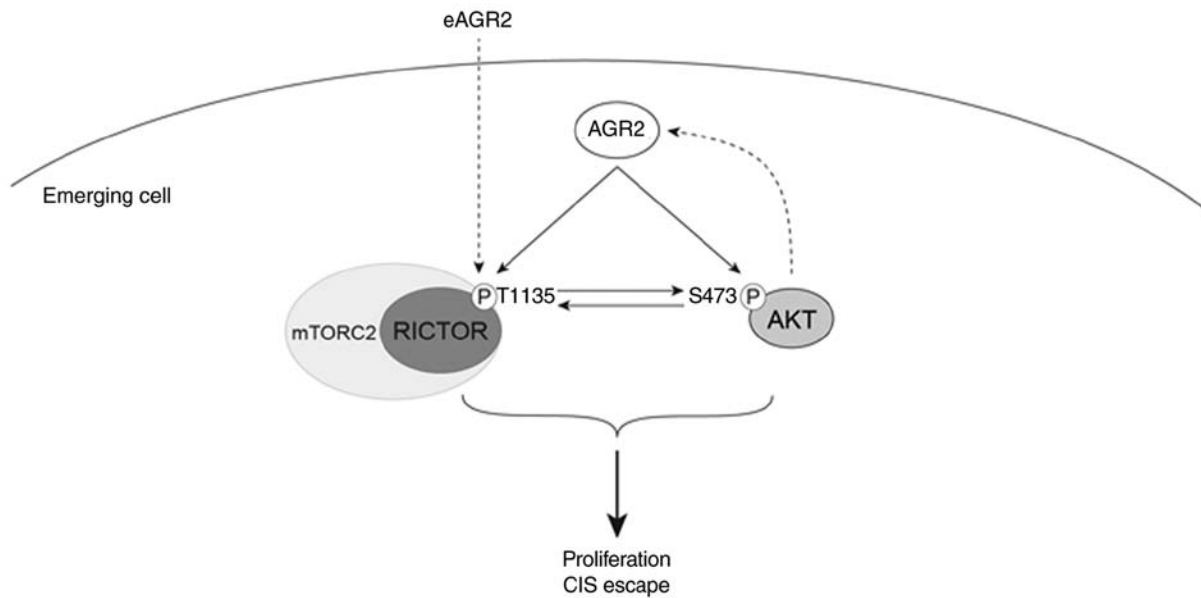 eAGR2
AGR2
Emerging cell
P T1135
S473 P
mTORC2 RICTOR
AKT
Proliferation
CIS escape